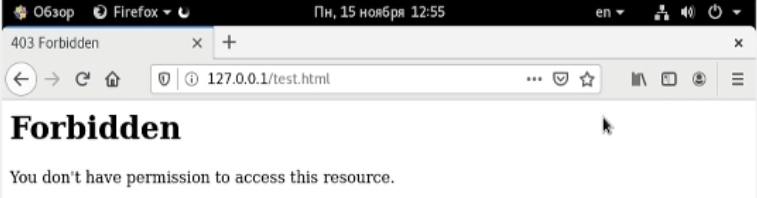 Обзор Firefox Пн, 15 ноября 12:55 en
403 Forbidden
127.0.0.1/test.html
Forbidden
You don't have permission to access this resource.